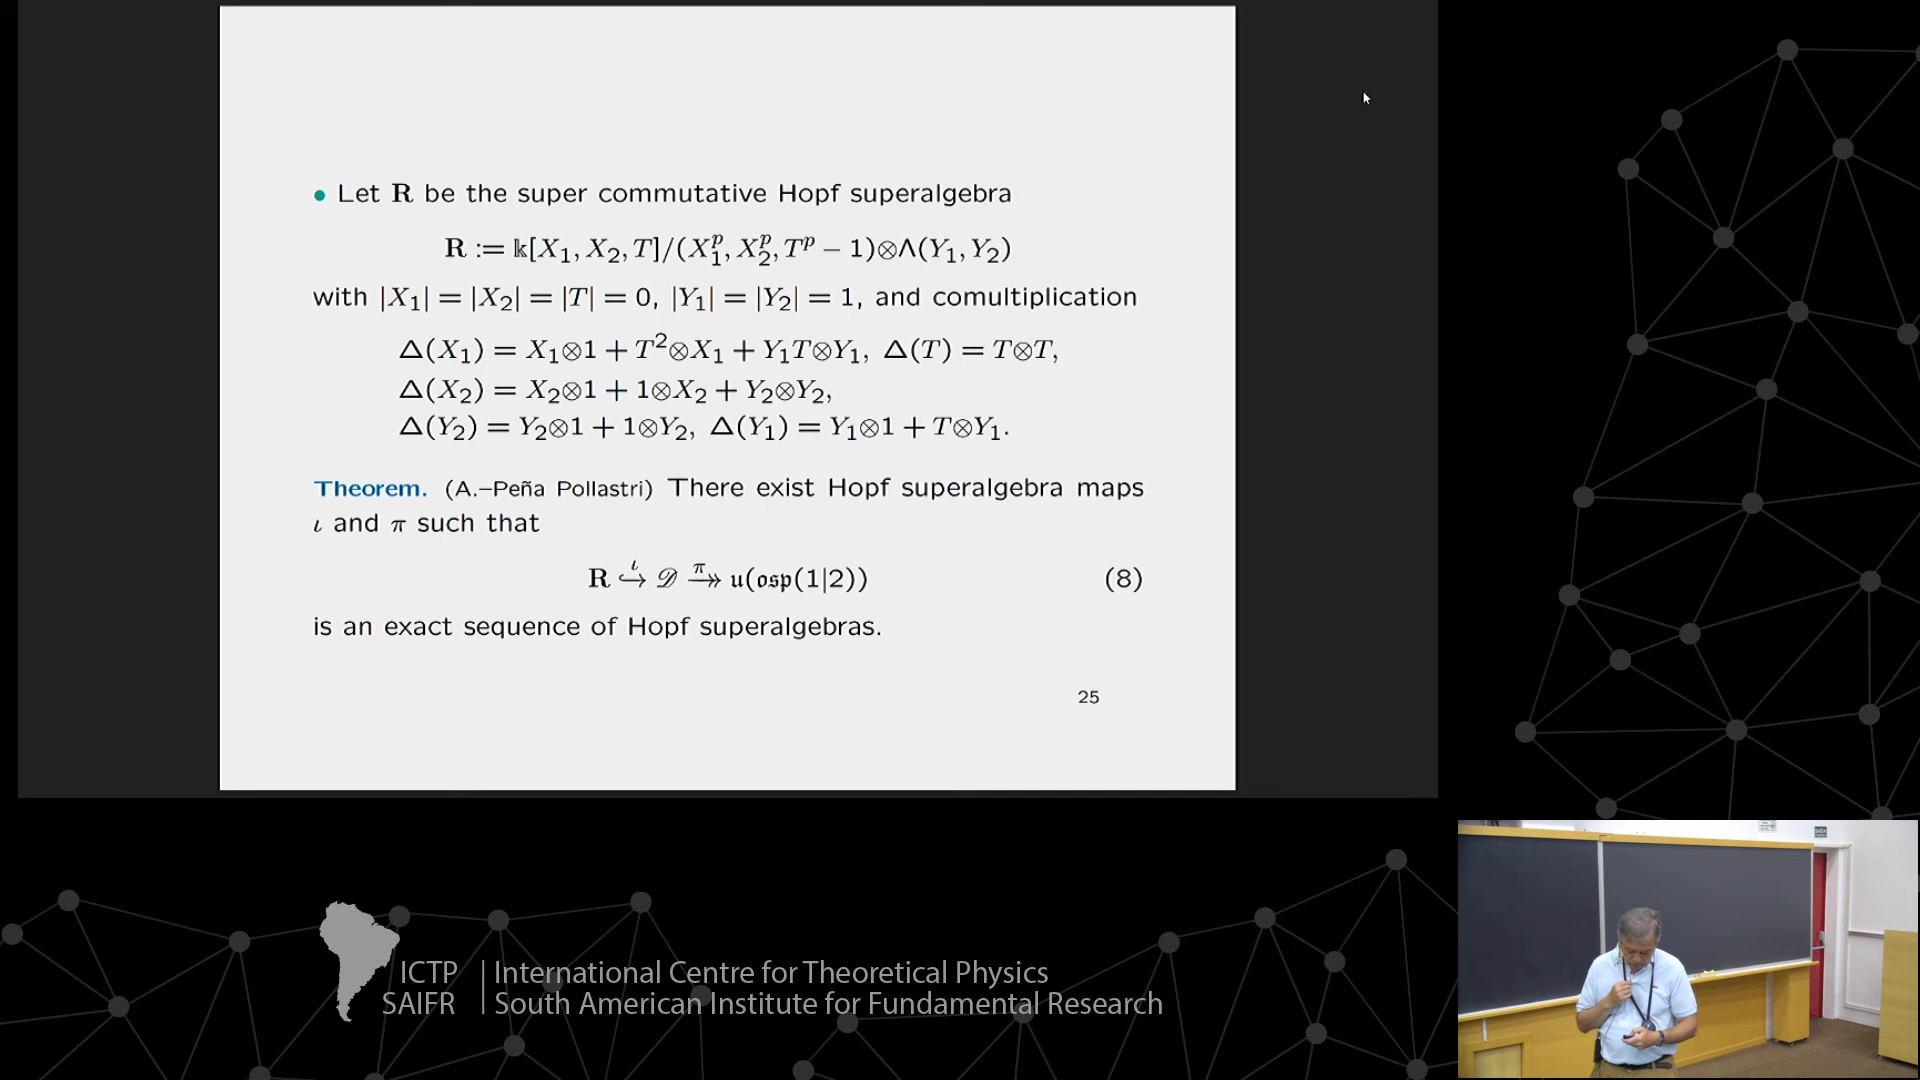 • Let R be the super commutative Hopf superalgebra
R := 𝕜[X₁, X₂, T]/(X₁ᵖ, X₂ᵖ, Tᵖ − 1)⊗Λ(Y₁, Y₂)
with |X₁| = |X₂| = |T| = 0, |Y₁| = |Y₂| = 1, and comultiplication
Δ(X₁) = X₁⊗1 + T²⊗X₁ + Y₁T⊗Y₁, Δ(T) = T⊗T,
Δ(X₂) = X₂⊗1 + 1⊗X₂ + Y₂⊗Y₂,
Δ(Y₂) = Y₂⊗1 + 1⊗Y₂, Δ(Y₁) = Y₁⊗1 + T⊗Y₁.
Theorem. (A.–Peña Pollastri) There exist Hopf superalgebra maps
ι and π such that
R ↪ι 𝒟 ↠π 𝔲(𝔬𝔰𝔭(1|2)) (8)
is an exact sequence of Hopf superalgebras.
25
ICTP | International Centre for Theoretical Physics
SAIFR | South American Institute for Fundamental Research